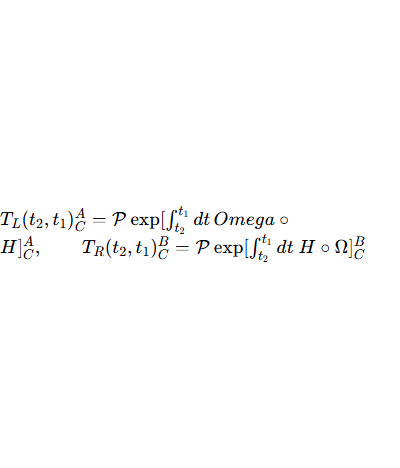 $T_L(t_2,t_1)^A_C = \mathcal{P}\exp[\int_{t_2}^{t_1} dt\, Omega \circ$
$H]^A_C, \qquad T_R(t_2,t_1)^B_C = \mathcal{P}\exp[\int_{t_2}^{t_1} dt\; H \circ \Omega]^B_C$